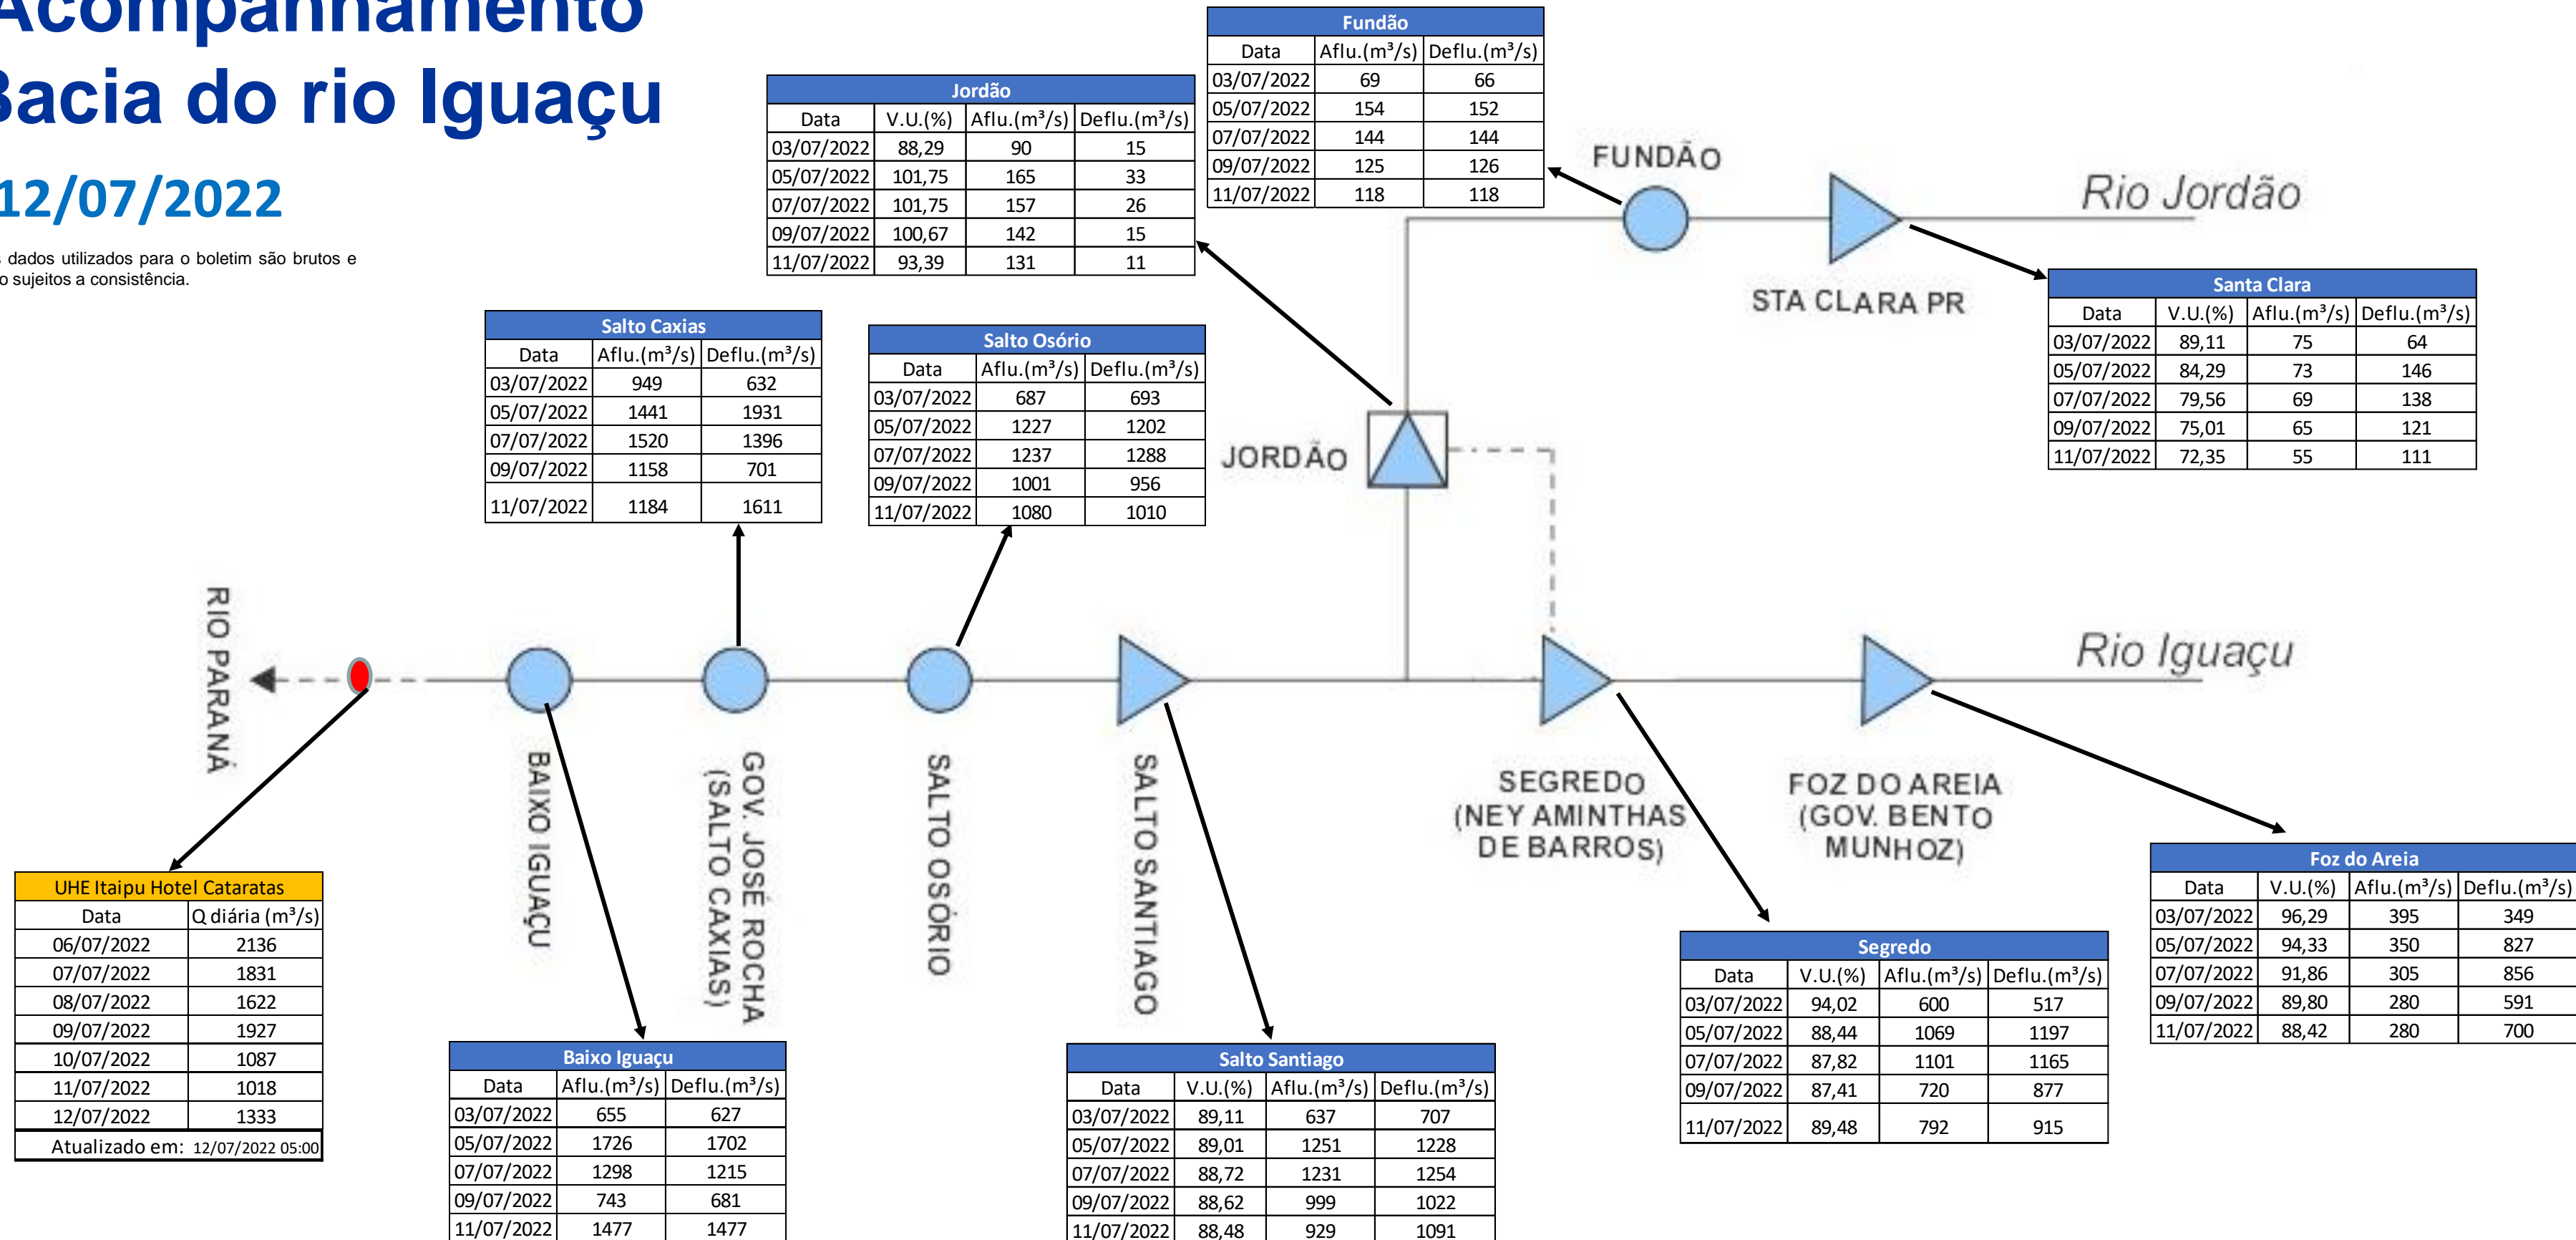 Acompanhamento
Bacia do rio Iguaçu
12/07/2022
s dados utilizados para o boletim são brutos e
o sujeitos a consistência.
Fundão
Data Aflu.(m³/s) Deflu.(m³/s)
03/07/2022 69 66
05/07/2022 154 152
07/07/2022 144 144
09/07/2022 125 126
11/07/2022 118 118
Jordão
Data V.U.(%) Aflu.(m³/s) Deflu.(m³/s)
03/07/2022 88,29 90 15
05/07/2022 101,75 165 33
07/07/2022 101,75 157 26
09/07/2022 100,67 142 15
11/07/2022 93,39 131 11
FUNDÃO
Rio Jordão
STA CLARA PR
Santa Clara
Data V.U.(%) Aflu.(m³/s) Deflu.(m³/s)
03/07/2022 89,11 75 64
05/07/2022 84,29 73 146
07/07/2022 79,56 69 138
09/07/2022 75,01 65 121
11/07/2022 72,35 55 111
Salto Caxias
Data Aflu.(m³/s) Deflu.(m³/s)
03/07/2022 949 632
05/07/2022 1441 1931
07/07/2022 1520 1396
09/07/2022 1158 701
11/07/2022 1184 1611
Salto Osório
Data Aflu.(m³/s) Deflu.(m³/s)
03/07/2022 687 693
05/07/2022 1227 1202
07/07/2022 1237 1288
09/07/2022 1001 956
11/07/2022 1080 1010
JORDÃO
RIO PARANÁ
Rio Iguaçu
BAIXO IGUAÇU
GOV. JOSÉ ROCHA
(SALTO CAXIAS)
SALTO OSÓRIO
SALTO SANTIAGO
SEGREDO
(NEY AMINTHAS
DE BARROS)
FOZ DO AREIA
(GOV. BENTO
MUNHOZ)
UHE Itaipu Hotel Cataratas
Data Q diária (m³/s)
06/07/2022 2136
07/07/2022 1831
08/07/2022 1622
09/07/2022 1927
10/07/2022 1087
11/07/2022 1018
12/07/2022 1333
Atualizado em: 12/07/2022 05:00
Baixo Iguaçu
Data Aflu.(m³/s) Deflu.(m³/s)
03/07/2022 655 627
05/07/2022 1726 1702
07/07/2022 1298 1215
09/07/2022 743 681
11/07/2022 1477 1477
Salto Santiago
Data V.U.(%) Aflu.(m³/s) Deflu.(m³/s)
03/07/2022 89,11 637 707
05/07/2022 89,01 1251 1228
07/07/2022 88,72 1231 1254
09/07/2022 88,62 999 1022
11/07/2022 88,48 929 1091
Segredo
Data V.U.(%) Aflu.(m³/s) Deflu.(m³/s)
03/07/2022 94,02 600 517
05/07/2022 88,44 1069 1197
07/07/2022 87,82 1101 1165
09/07/2022 87,41 720 877
11/07/2022 89,48 792 915
Foz do Areia
Data V.U.(%) Aflu.(m³/s) Deflu.(m³/s)
03/07/2022 96,29 395 349
05/07/2022 94,33 350 827
07/07/2022 91,86 305 856
09/07/2022 89,80 280 591
11/07/2022 88,42 280 700